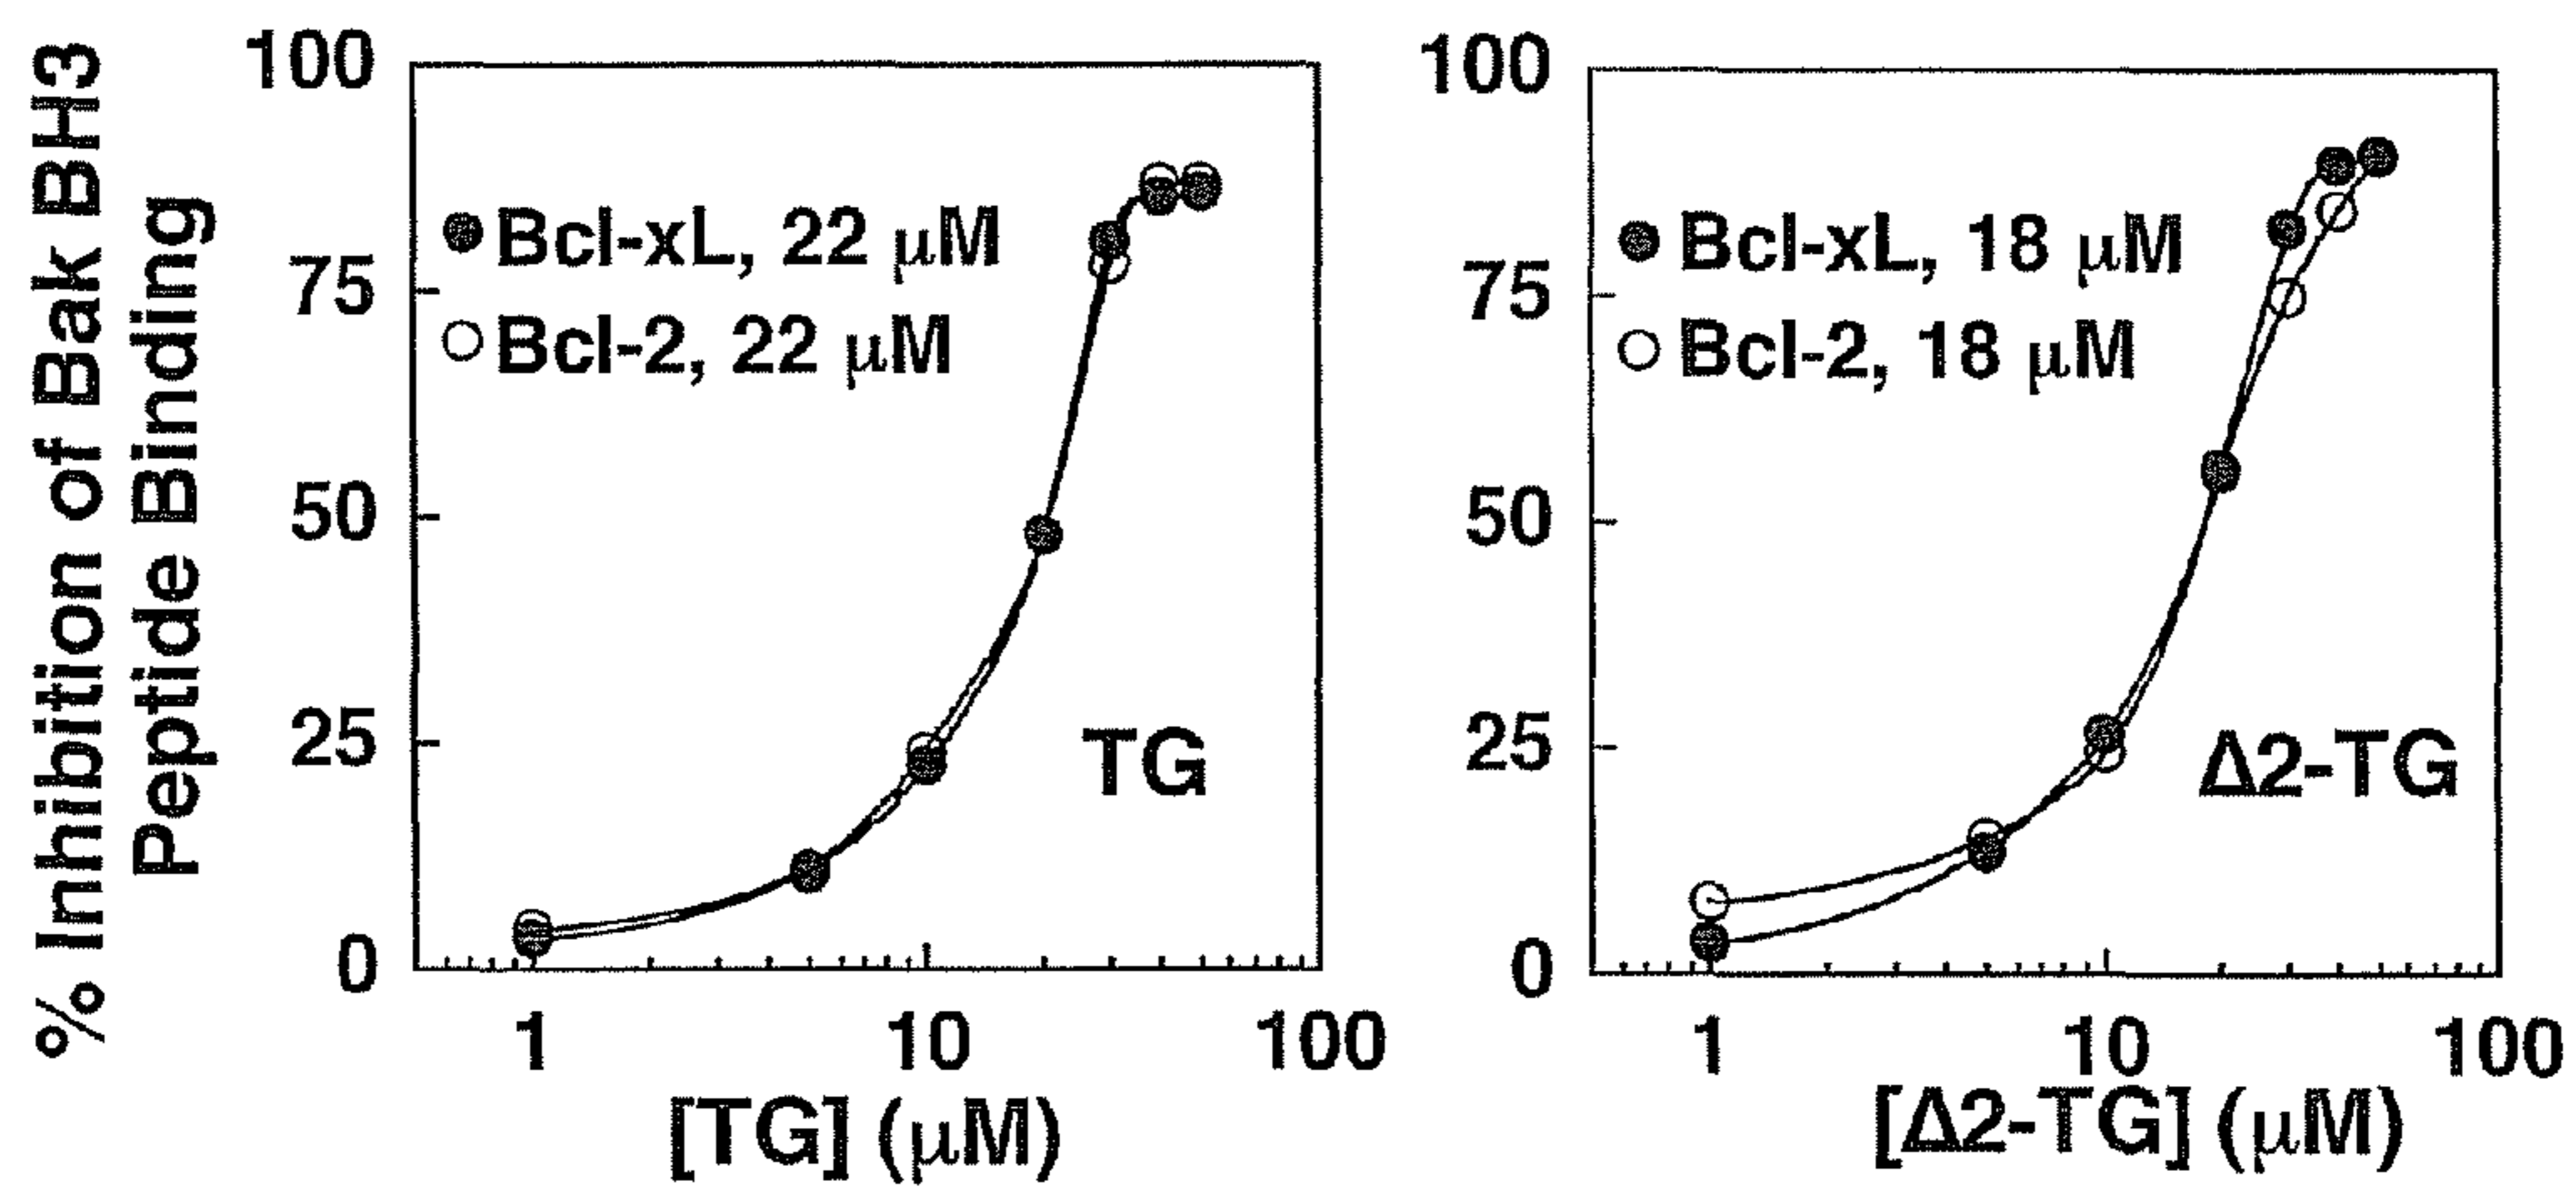 % Inhibition of Bak BH3
Peptide Binding
100
75
50
25
0
Bcl-xL, 22 µM
Bcl-2, 22 µM
TG
1 10 100
[TG] (µM)
100
75
50
25
0
Bcl-xL, 18 µM
Bcl-2, 18 µM
Δ2-TG
1 10 100
[Δ2-TG] (µM)